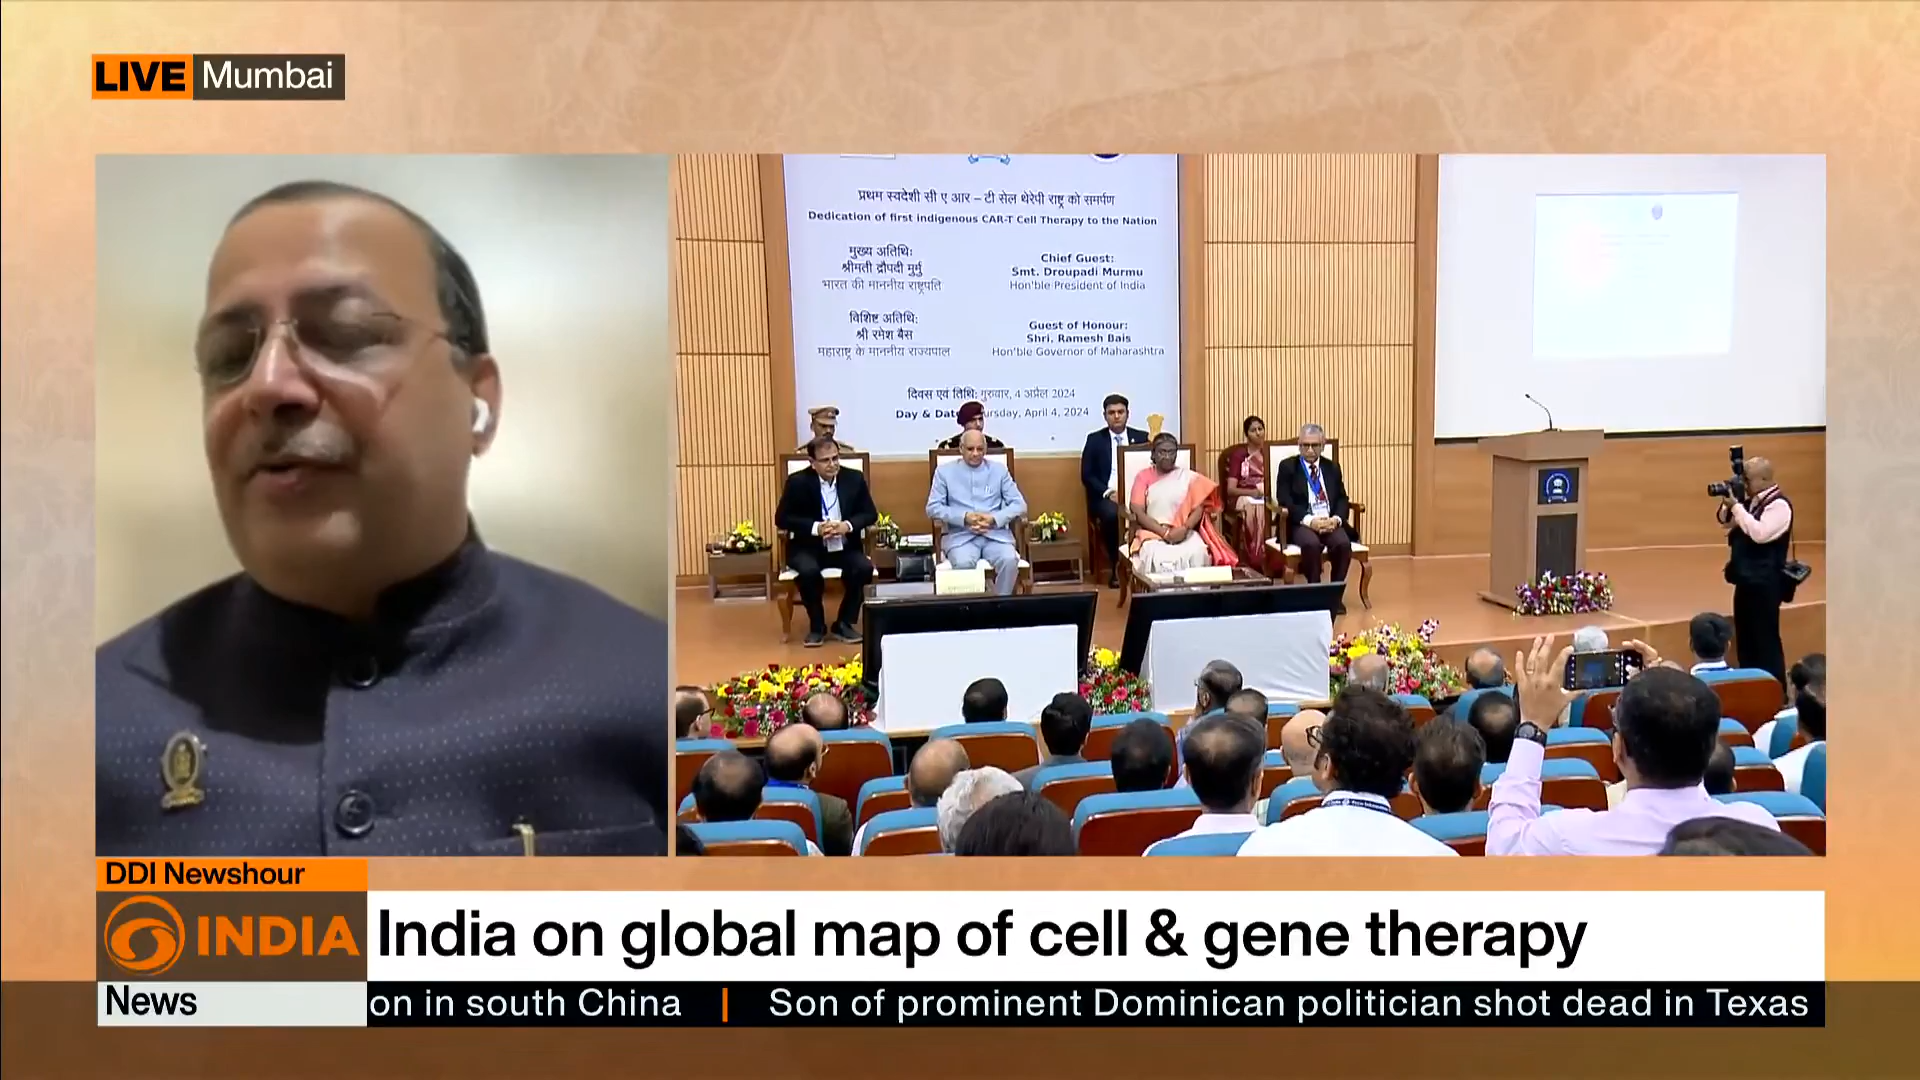 LIVE Mumbai
प्रथम स्वदेशी सी ए आर – टी सेल थेरेपी राष्ट्र को समर्पण
Dedication of first indigenous CAR-T Cell Therapy to the Nation
मुख्य अतिथि:
श्रीमती द्रौपदी मुर्मु
भारत की माननीय राष्ट्रपति
Chief Guest:
Smt. Droupadi Murmu
Hon'ble President of India
विशिष्ट अतिथि:
श्री रमेश बैस
महाराष्ट्र के माननीय राज्यपाल
Guest of Honour:
Shri. Ramesh Bais
Hon'ble Governor of Maharashtra
दिवस एवं तिथि: गुरुवार, 4 अप्रैल 2024
Day & Dat ursday, April 4, 2024
DDI Newshour
INDIA
India on global map of cell & gene therapy
News
on in south China | Son of prominent Dominican politician shot dead in Texas